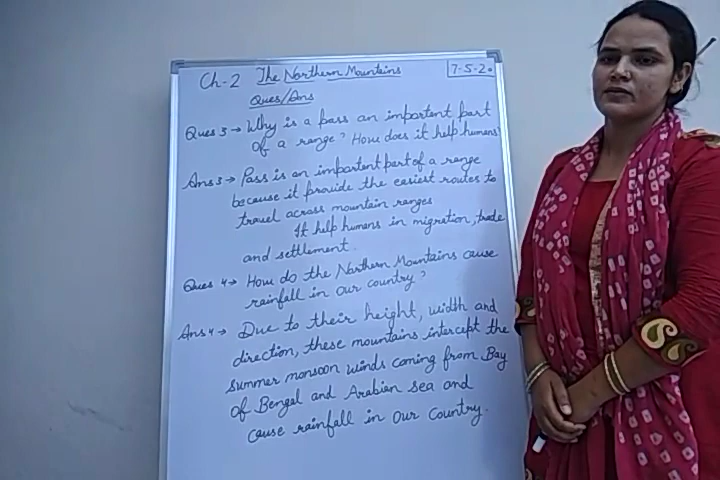 Ch-2 The Northern Mountains 7-5-20
Ques/Ans
Ques 3 → Why is a pass an importent part
of a range? How does it help humans
Ans 3 → Pass is an importent part of a range
because it provide the easiest routes to
travel across mountain ranges
It help humans in migration, trade
and settlement.
Ques 4 → How do the Northern Mountains cause
rainfall in our country?
Ans 4 → Due to their height, width and
direction, these mountains intercept the
summer monsoon winds coming from Bay
of Bengal and Arabian sea and
cause rainfall in our country.